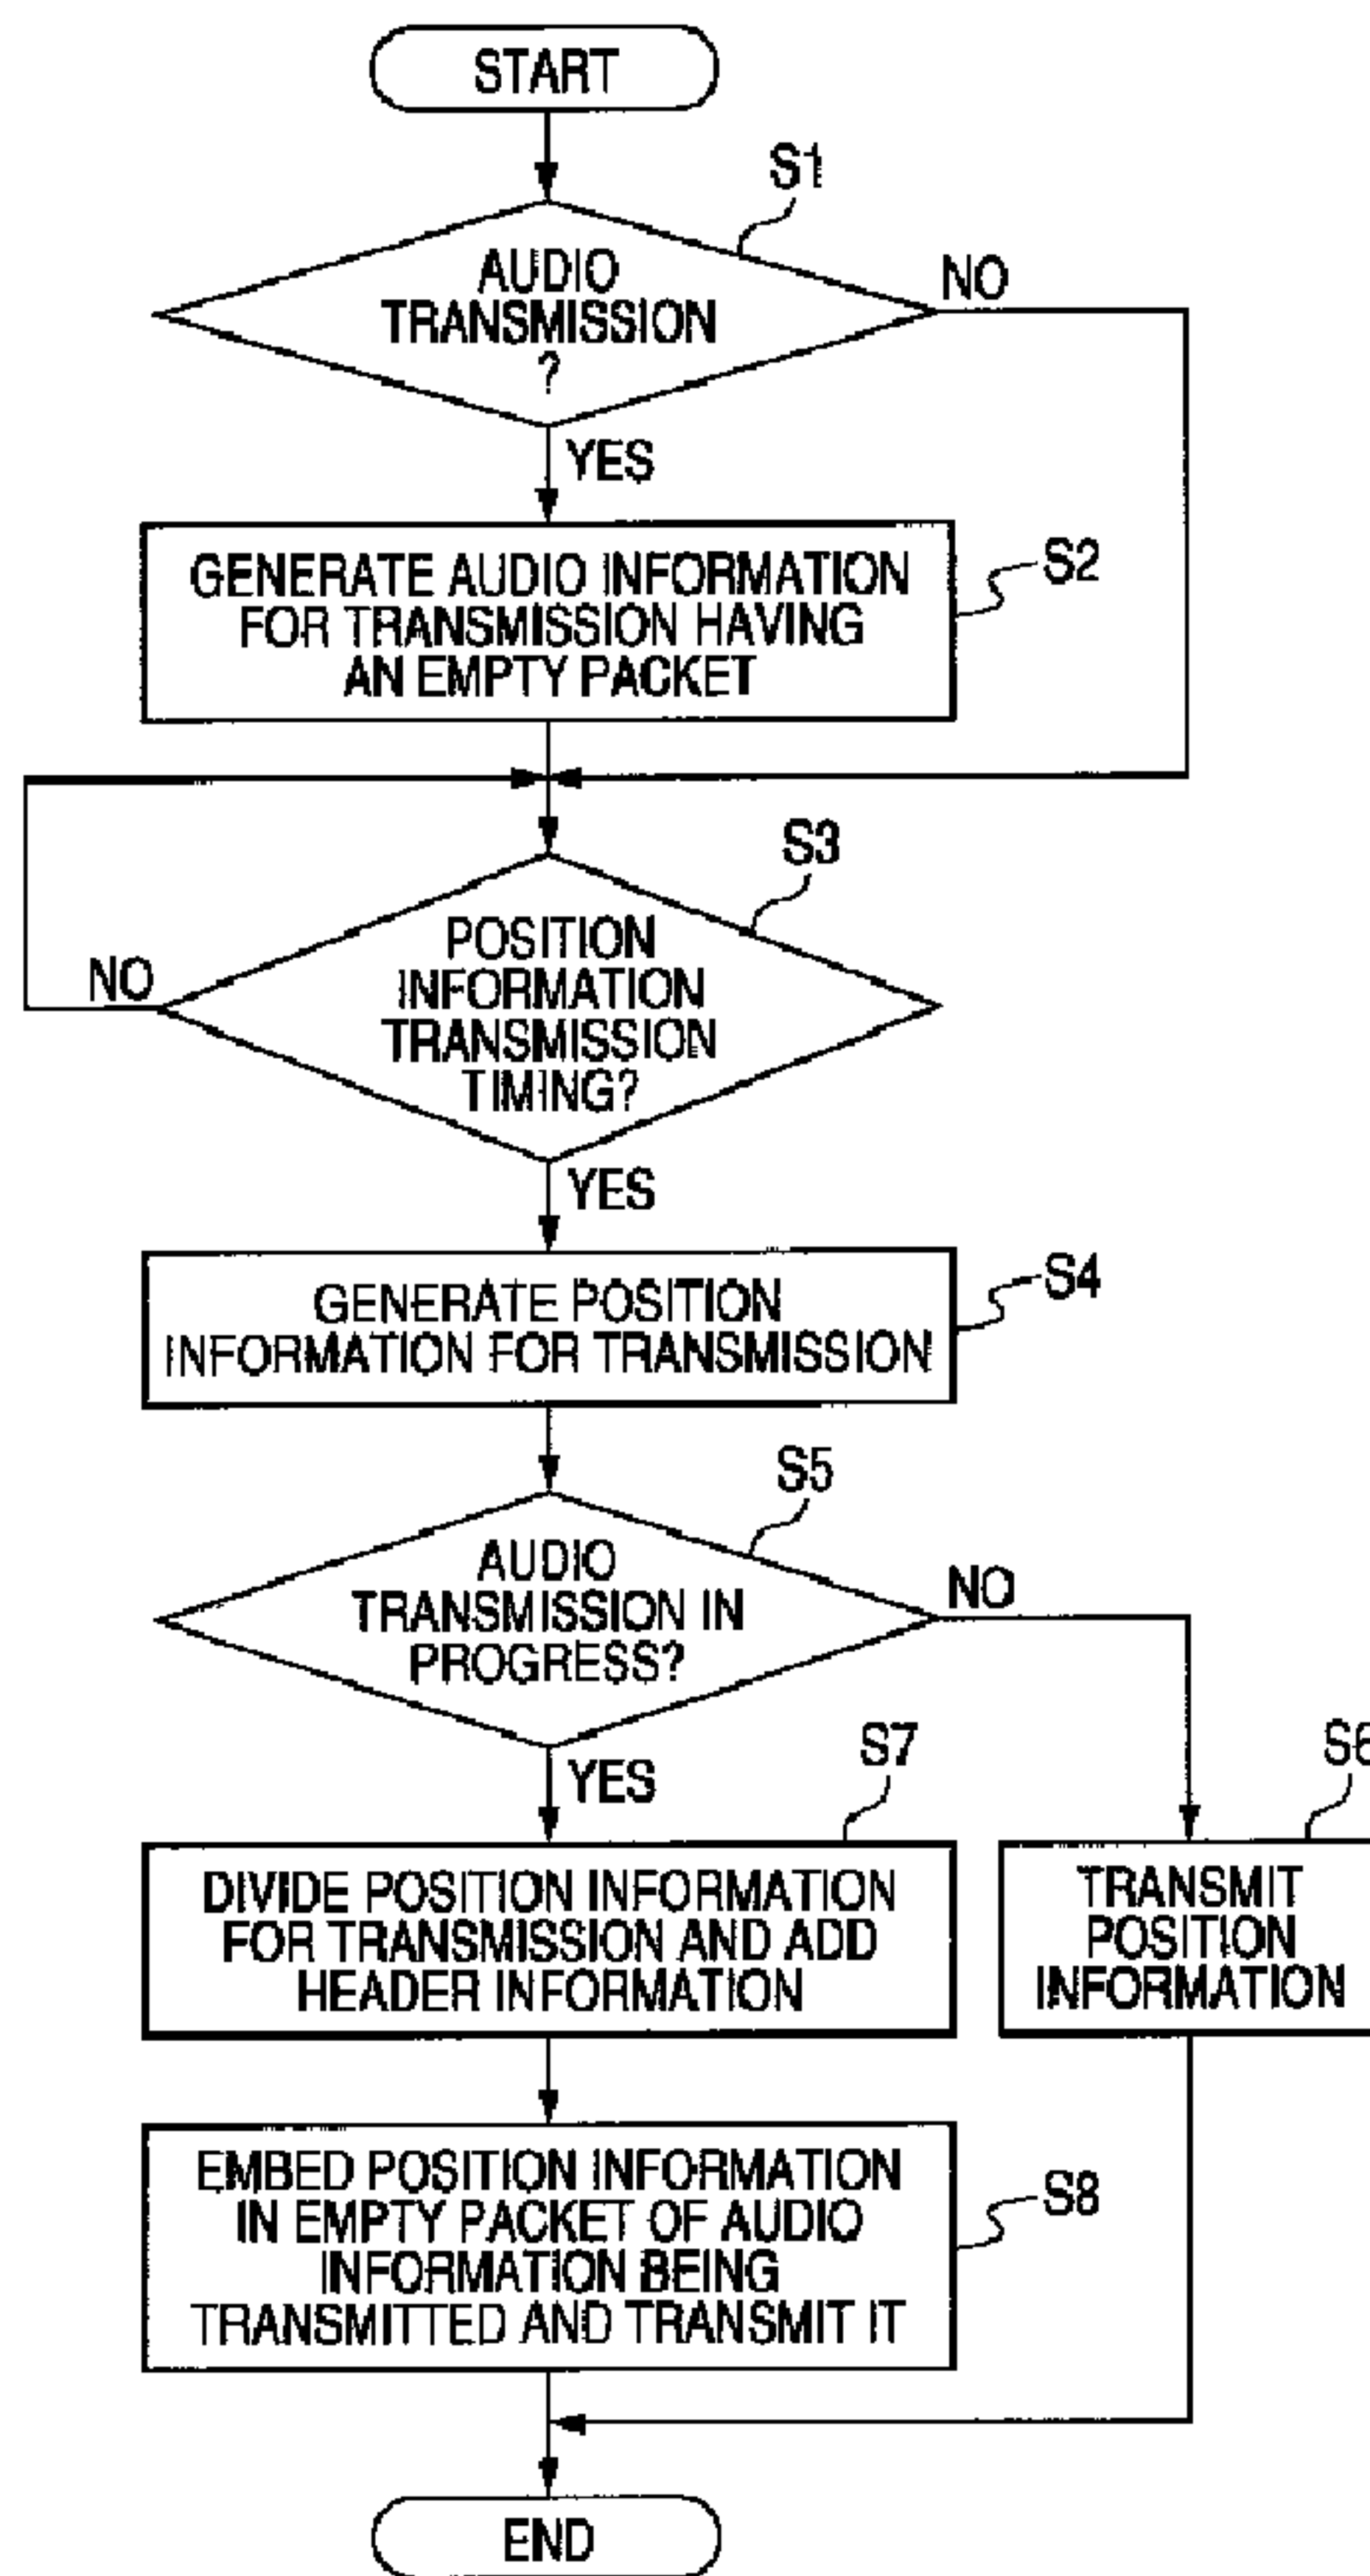 START
S1
AUDIO
TRANSMISSION
?
NO
YES
GENERATE AUDIO INFORMATION
FOR TRANSMISSION HAVING
AN EMPTY PACKET
S2
S3
POSITION
INFORMATION
TRANSMISSION
TIMING?
NO
YES
GENERATE POSITION
INFORMATION FOR TRANSMISSION
S4
S5
AUDIO
TRANSMISSION IN
PROGRESS?
NO
YES
S7
S6
DIVIDE POSITION INFORMATION
FOR TRANSMISSION AND ADD
HEADER INFORMATION
TRANSMIT
POSITION
INFORMATION
EMBED POSITION INFORMATION
IN EMPTY PACKET OF AUDIO
INFORMATION BEING
TRANSMITTED AND TRANSMIT IT
S8
END